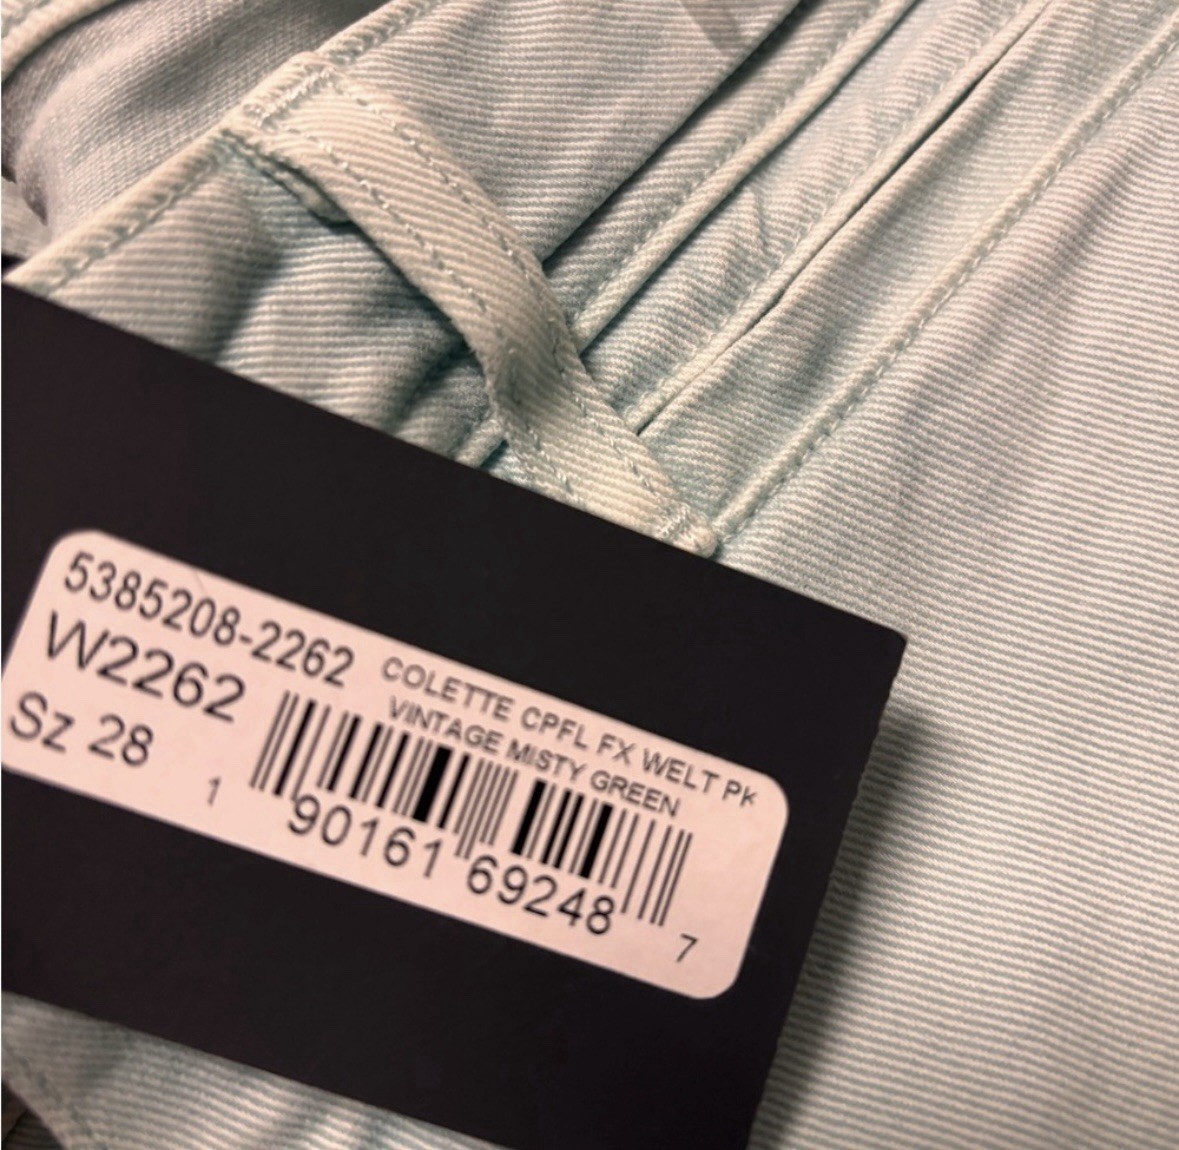 5385208-2262
W2262
Sz 28
COLETTE CPFL FX WELT PK
VINTAGE MISTY GREEN
1 90161 69248 7